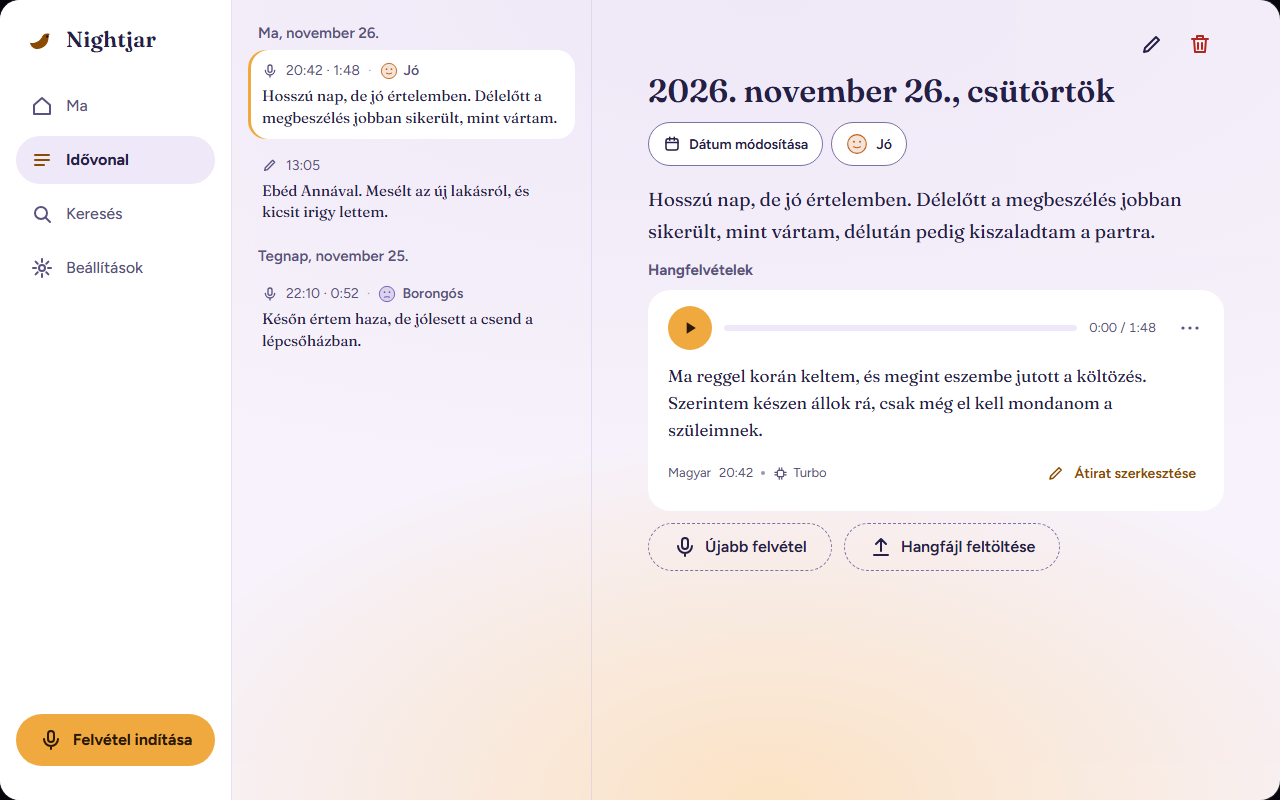 Nightjar
Ma
Idővonal
Keresés
Beállítások
Felvétel indítása
Ma, november 26.
20:42 · 1:48 · Jó
Hosszú nap, de jó értelemben. Délelőtt a
megbeszélés jobban sikerült, mint vártam.
13:05
Ebéd Annával. Mesélt az új lakásról, és
kicsit irigy lettem.
Tegnap, november 25.
22:10 · 0:52 · Borongós
Későn értem haza, de jólesett a csend a
lépcsőházban.
2026. november 26., csütörtök
Dátum módosítása
Jó
Hosszú nap, de jó értelemben. Délelőtt a megbeszélés jobban
sikerült, mint vártam, délután pedig kiszaladtam a partra.
Hangfelvételek
0:00 / 1:48
Ma reggel korán keltem, és megint eszembe jutott a költözés.
Szerintem készen állok rá, csak még el kell mondanom a
szüleimnek.
Magyar 20:42 • Turbo
Átirat szerkesztése
Újabb felvétel
Hangfájl feltöltése